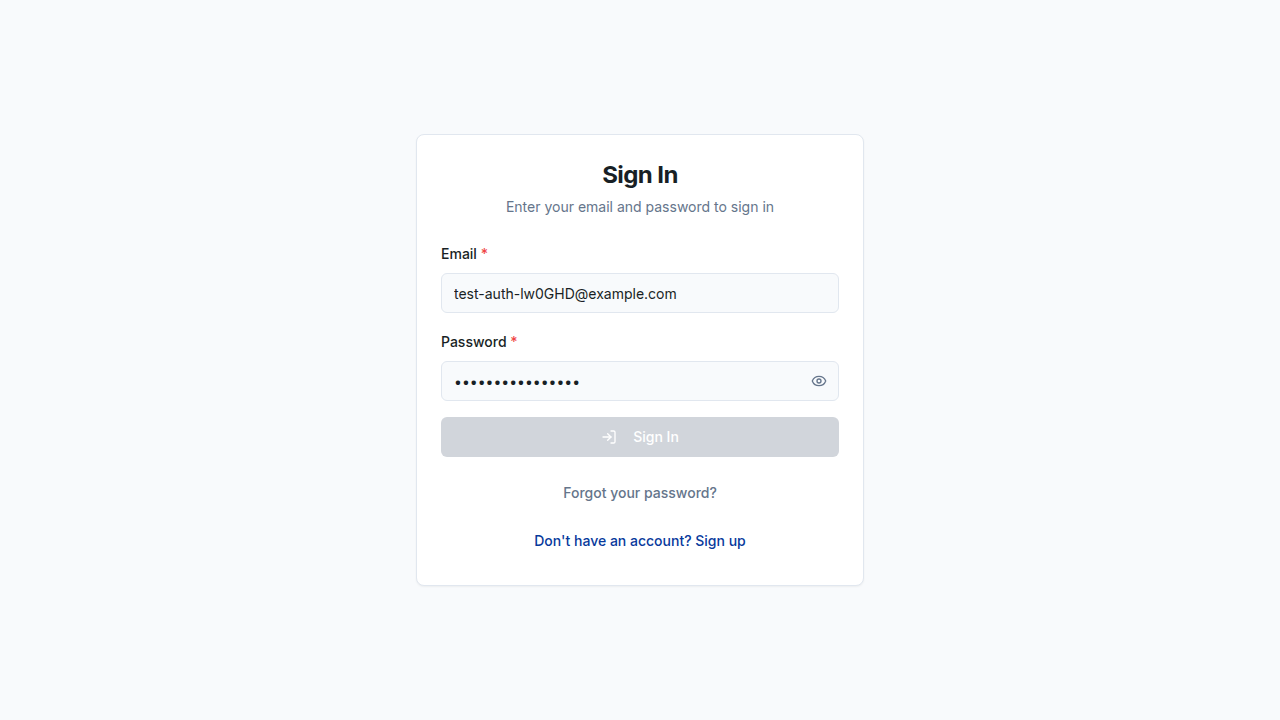 Sign In
Enter your email and password to sign in
Email *
test-auth-lw0GHD@example.com
Password *
••••••••••••••••
Sign In
Forgot your password?
Don't have an account? Sign up